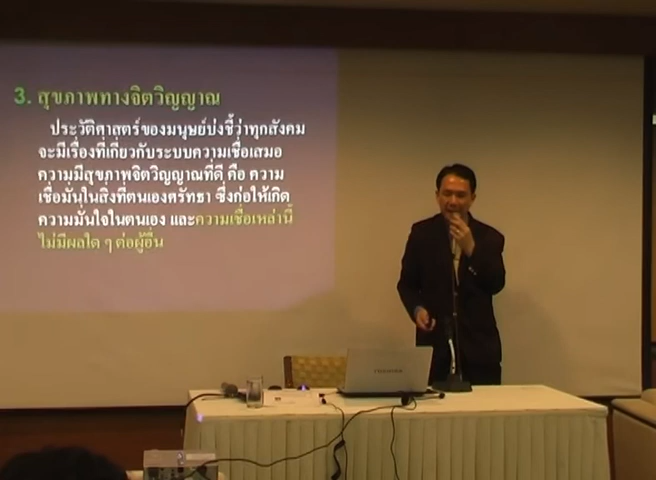 3. สุขภาพทางจิตวิญญาณ
ประวัติศาสตร์ของมนุษย์บ่งชี้ว่าทุกสังคม
จะมีเรื่องที่เกี่ยวกับระบบความเชื่อเสมอ
ความมีสุขภาพจิตวิญญาณที่ดี คือ ความ
เชื่อมั่นในสิ่งที่ตนเองศรัทธา ซึ่งก่อให้เกิด
ความมั่นใจในตนเอง และความเชื่อเหล่านี้
ไม่มีผลใด ๆ ต่อผู้อื่น
TOSHIBA